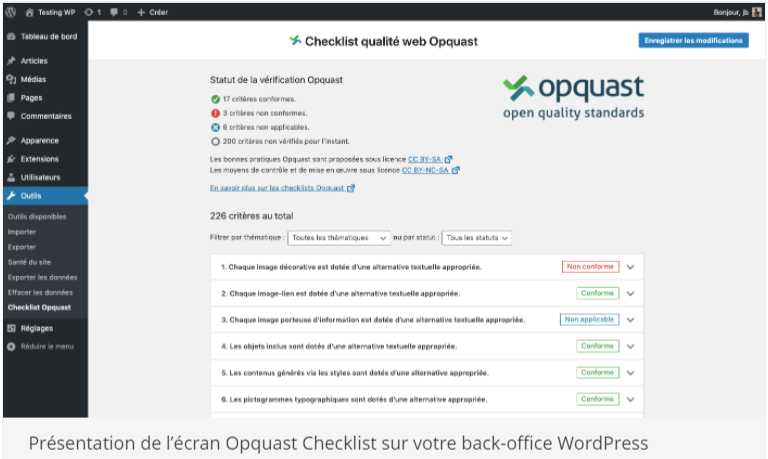 Testing WP 1 0 + Créer Bonjour, jb
Tableau de bord
Articles
Médias
Pages
Commentaires
Apparence
Extensions
Utilisateurs
Outils
Outils disponibles
Importer
Exporter
Santé du site
Exporter les données
Effacer les données
Checklist Opquast
Réglages
Réduire le menu
Checklist qualité web Opquast
Enregistrer les modifications
Statut de la vérification Opquast
17 critères conformes.
3 critères non conformes.
6 critères non applicables.
200 critères non vérifiés pour l'instant.
Les bonnes pratiques Opquast sont proposées sous licence CC BY-SA
Les moyens de contrôle et de mise en œuvre sous licence CC BY-NC-SA
En savoir plus sur les checklists Opquast
opquast
open quality standards
226 critères au total
Filtrer par thématique : Toutes les thématiques ou par statut : Tous les statuts
1. Chaque image décorative est dotée d'une alternative textuelle appropriée. Non conforme
2. Chaque image-lien est dotée d'une alternative textuelle appropriée. Conforme
3. Chaque image porteuse d'information est dotée d'une alternative textuelle appropriée. Non applicable
4. Les objets inclus sont dotés d'une alternative textuelle appropriée. Conforme
5. Les contenus générés via les styles sont dotés d'une alternative appropriée. Conforme
6. Les pictogrammes typographiques sont dotés d'une alternative appropriée. Conforme
Présentation de l'écran Opquast Checklist sur votre back-office WordPress